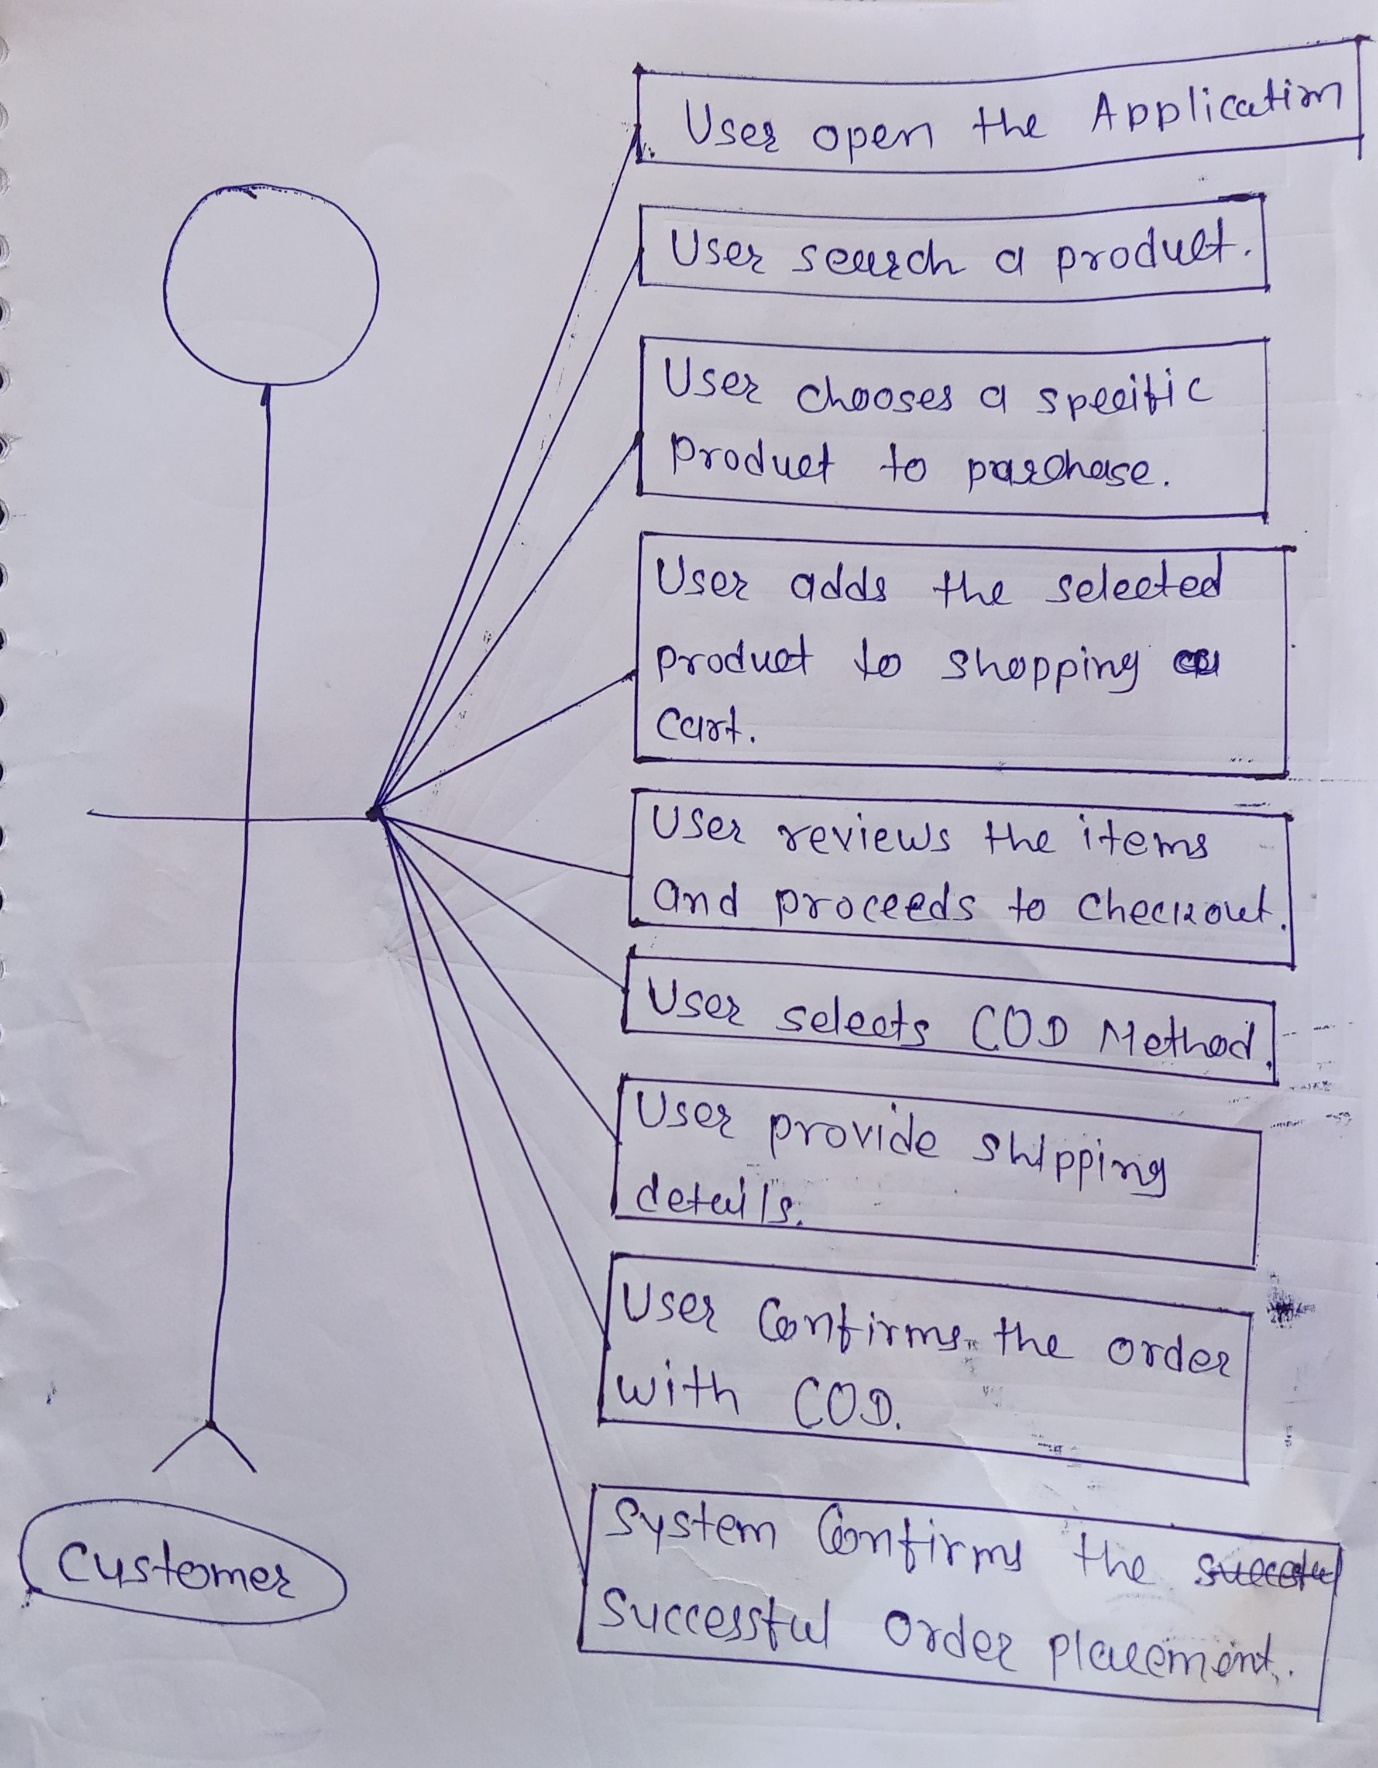 User open the Application
User search a product.
User chooses a specific
product to purchase.
User adds the selected
product to shopping
cart.
User reviews the items
and proceeds to checkout.
User selects COD Method.
User provide shipping
details.
User Confirms the order
with COD.
System Confirms the
Successful order placement.
Customer